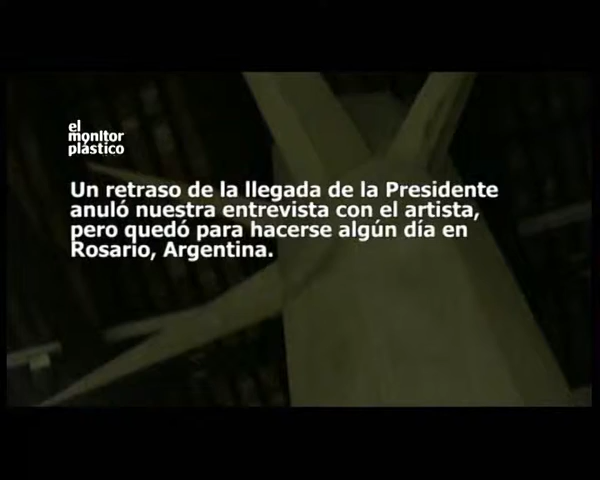 el
monitor
plástico
Un retraso de la llegada de la Presidente
anuló nuestra entrevista con el artista,
pero quedó para hacerse algún día en
Rosario, Argentina.